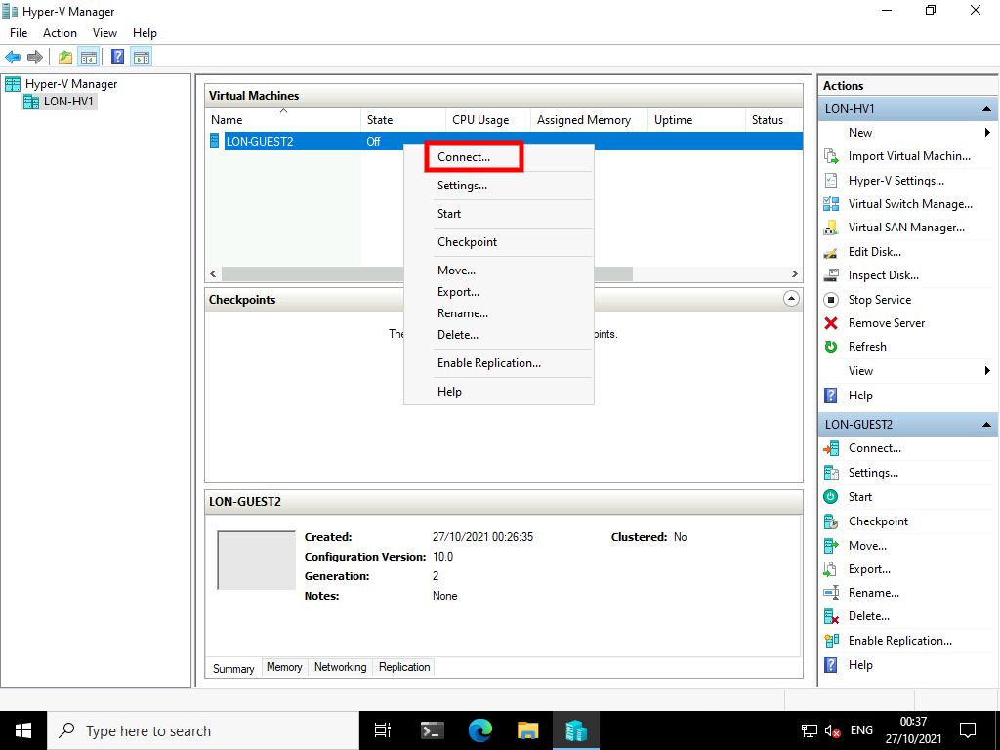 Hyper-V Manager
File Action View Help
Hyper-V Manager
LON-HV1
Virtual Machines
Name State CPU Usage Assigned Memory Uptime Status
LON-GUEST2 Off
Connect...
Settings...
Start
Checkpoint
Move...
Export...
Rename...
Delete...
Enable Replication...
Help
Checkpoints
LON-GUEST2
Created: 27/10/2021 00:26:35 Clustered: No
Configuration Version: 10.0
Generation: 2
Notes: None
Summary Memory Networking Replication
Actions
LON-HV1
New
Import Virtual Machin...
Hyper-V Settings...
Virtual Switch Manage...
Virtual SAN Manager...
Edit Disk...
Inspect Disk...
Stop Service
Remove Server
Refresh
View
Help
LON-GUEST2
Connect...
Settings...
Start
Checkpoint
Move...
Export...
Rename...
Delete...
Enable Replication...
Help
Type here to search
ENG
00:37
27/10/2021